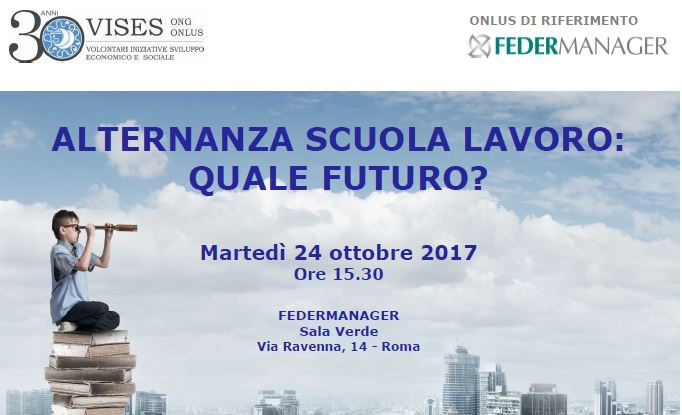 30 ANNI
VISES ONG ONLUS
VOLONTARI INIZIATIVE SVILUPPO
ECONOMICO E SOCIALE
ONLUS DI RIFERIMENTO
FEDERMANAGER
ALTERNANZA SCUOLA LAVORO:
QUALE FUTURO?
Martedì 24 ottobre 2017
Ore 15.30
FEDERMANAGER
Sala Verde
Via Ravenna, 14 - Roma